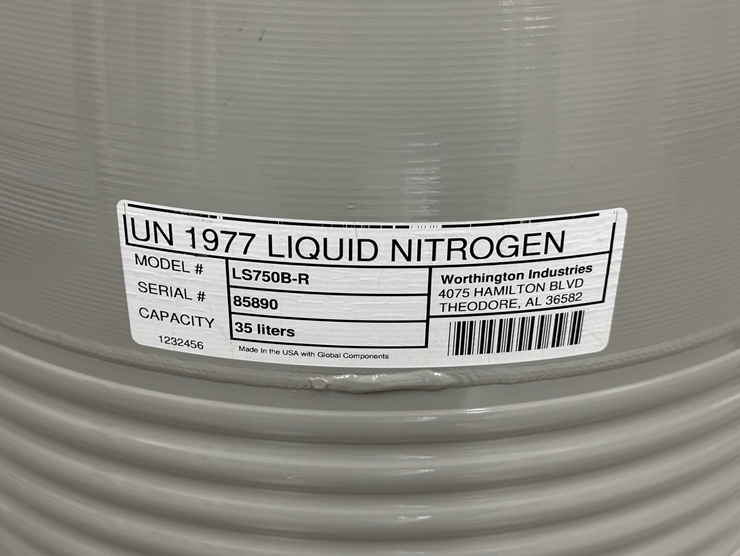 UN 1977 LIQUID NITROGEN
MODEL # LS750B-R
SERIAL # 85890
CAPACITY 35 liters
1232456
Made In the USA with Global Components
Worthington Industries
4075 HAMILTON BLVD
THEODORE, AL 36582